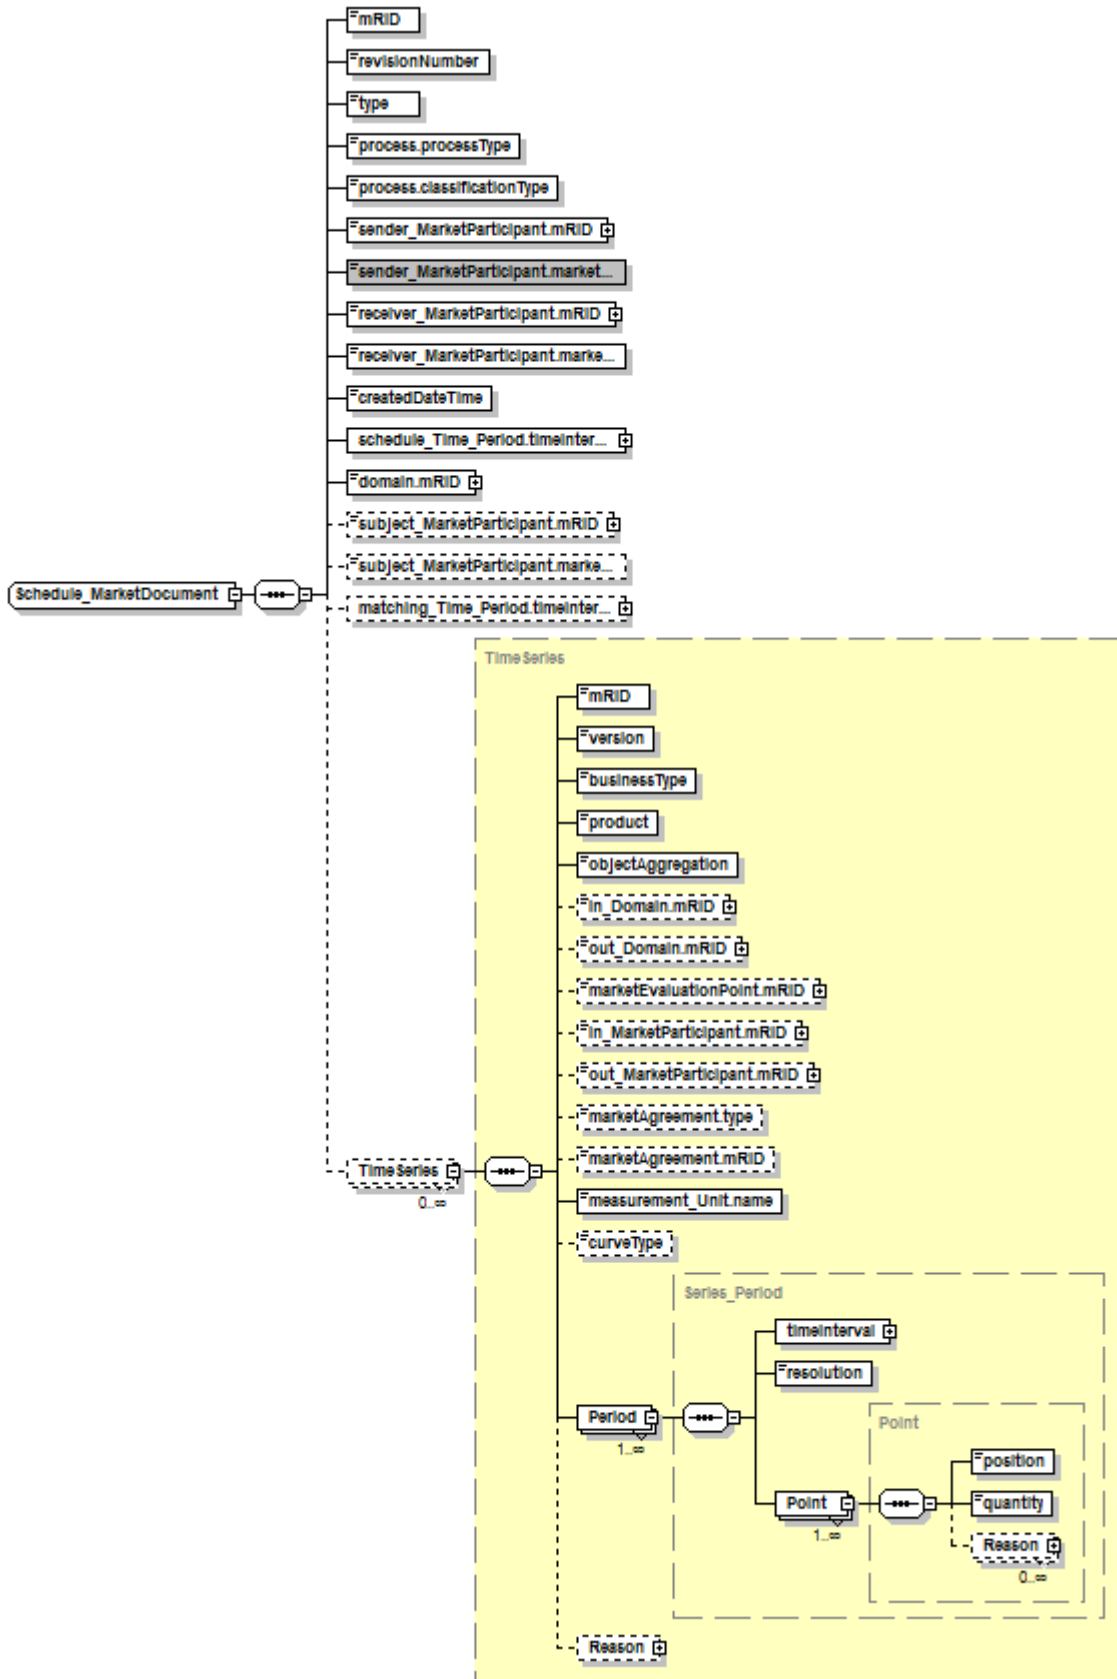 mRID
revisionNumber
type
process.processType
process.classificationType
sender_MarketParticipant.mRID
sender_MarketParticipant.market...
receiver_MarketParticipant.mRID
receiver_MarketParticipant.marke...
createdDateTime
schedule_Time_Period.timeInter...
domain.mRID
subject_MarketParticipant.mRID
subject_MarketParticipant.marke...
Schedule_MarketDocument
matching_Time_Period.timeInter...
TimeSeries
mRID
version
businessType
product
objectAggregation
in_Domain.mRID
out_Domain.mRID
marketEvaluationPoint.mRID
in_MarketParticipant.mRID
out_MarketParticipant.mRID
marketAgreement.type
marketAgreement.mRID
TimeSeries
0..∞
measurement_Unit.name
curveType
Series_Period
timeInterval
resolution
Period
1..∞
Point
position
Point
1..∞
quantity
Reason
0..∞
Reason